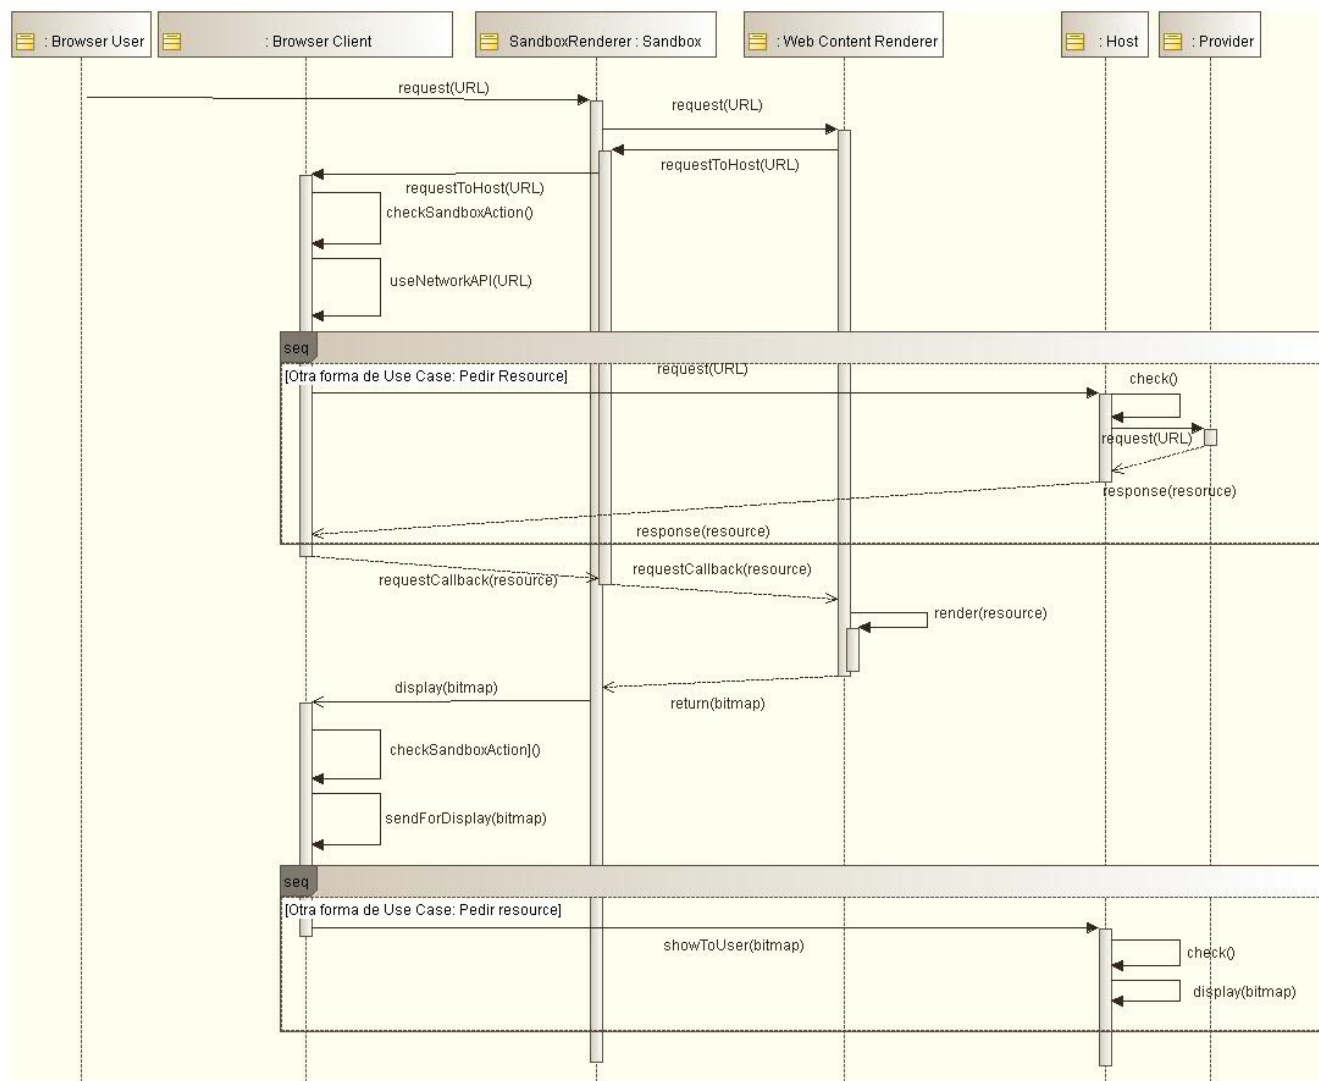 : Browser User
: Browser Client
SandboxRenderer : Sandbox
: Web Content Renderer
: Host
: Provider
request(URL)
request(URL)
requestToHost(URL)
requestToHost(URL)
checkSandboxAction()
useNetworkAPI(URL)
seq
[Otra forma de Use Case: Pedir Resource]
request(URL)
check()
request(URL)
response(resoruce)
response(resource)
requestCallback(resource)
requestCallback(resource)
render(resource)
display(bitmap)
return(bitmap)
checkSandboxAction]()
sendForDisplay(bitmap)
seq
[Otra forma de Use Case: Pedir resource]
showToUser(bitmap)
check()
display(bitmap)